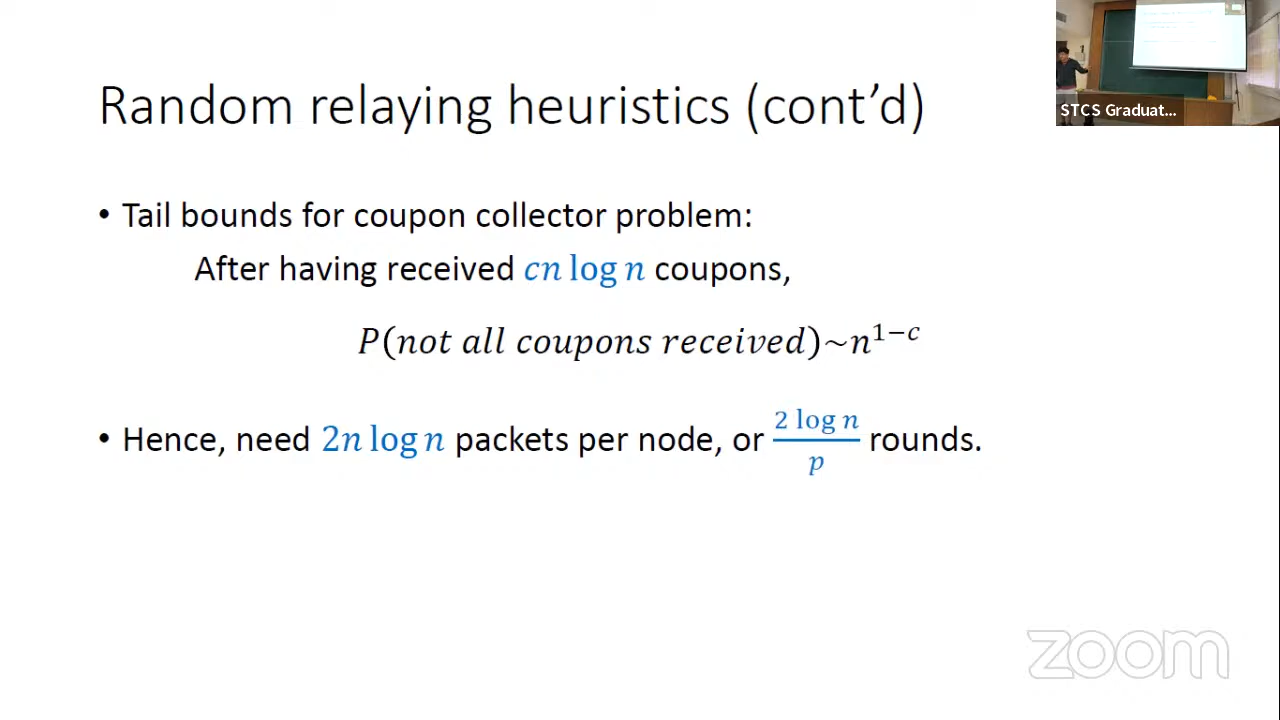 STCS Graduat...
Random relaying heuristics (cont'd)
• Tail bounds for coupon collector problem:
After having received cn log n coupons,
P(not all coupons received)~n^{1−c}
• Hence, need 2n log n packets per node, or \frac{2 log n}{p} rounds.
zoom